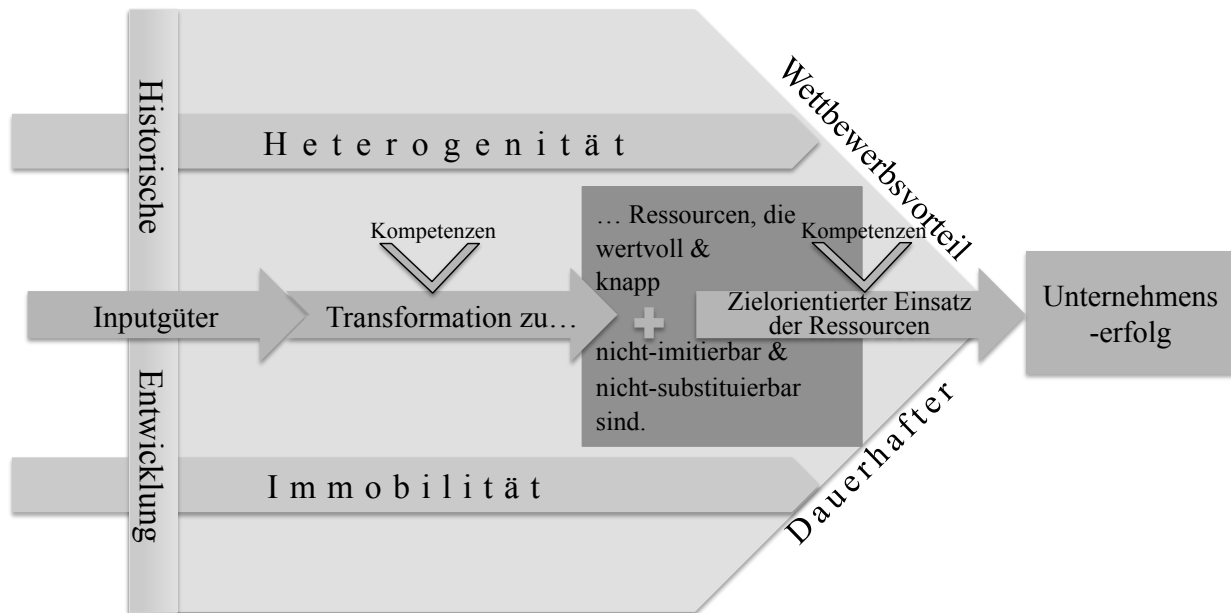 Historische
Entwicklung
Heterogenität
Kompetenzen
Inputgüter
Transformation zu…
… Ressourcen, die
wertvoll &
knapp
+
nicht-imitierbar &
nicht-substituierbar
sind.
Kompetenzen
Zielorientierter Einsatz
der Ressourcen
Immobilität
Dauerhafter
Wettbewerbsvorteil
Unternehmens
-erfolg